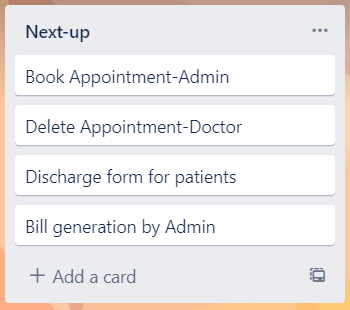 Next-up
Book Appointment-Admin
Delete Appointment-Doctor
Discharge form for patients
Bill generation by Admin
+ Add a card